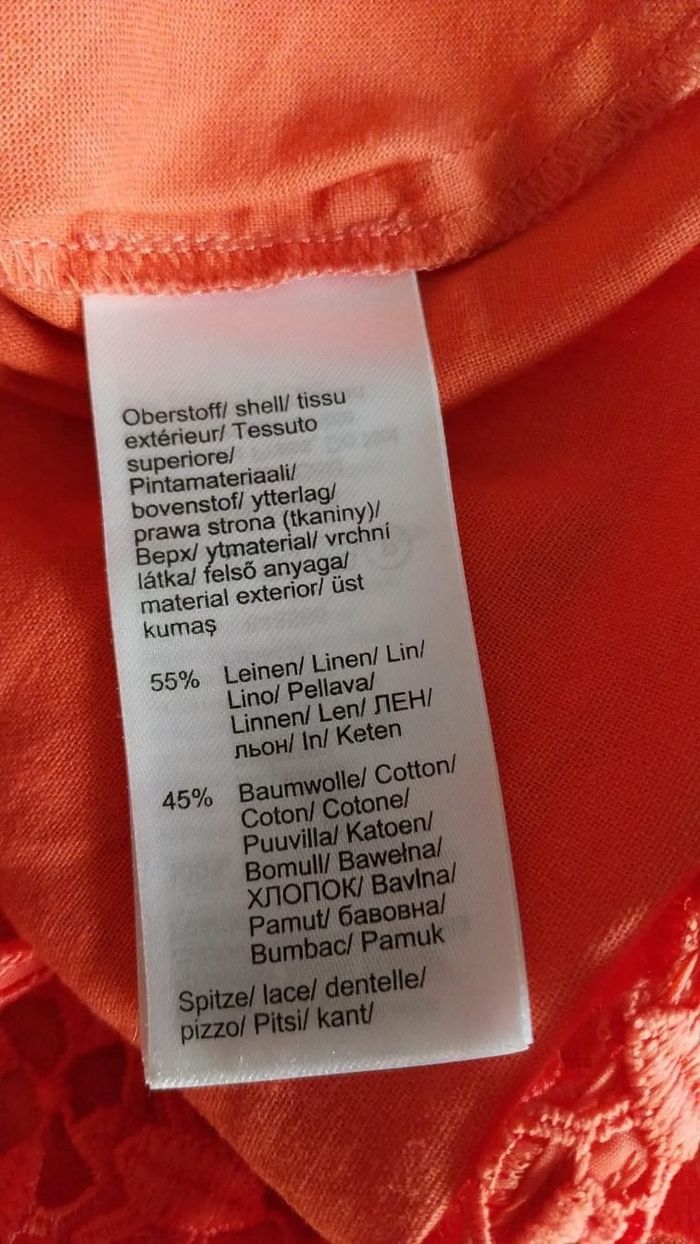 Oberstoff/ shell/ tissu
extérieur/ Tessuto
superiore/
Pintamateriaali/
bovenstof/ ytterlag/
prawa strona (tkaniny)/
Верх/ ytmaterial/ vrchní
látka/ felső anyaga/
material exterior/ üst
kumaş
55% Leinen/ Linen/ Lin/
Lino/ Pellava/
Linnen/ Len/ ЛЕН/
льон/ In/ Keten
45% Baumwolle/ Cotton/
Coton/ Cotone/
Puuvilla/ Katoen/
Bomull/ Bawełna/
ХЛОПОК/ Bavlna/
Pamut/ бавовна/
Bumbac/ Pamuk
Spitze/ lace/ dentelle/
pizzo/ Pitsi/ kant/